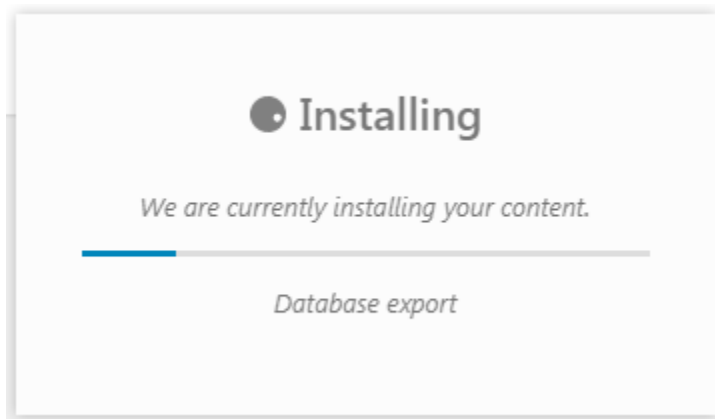 Installing
We are currently installing your content.
Database export